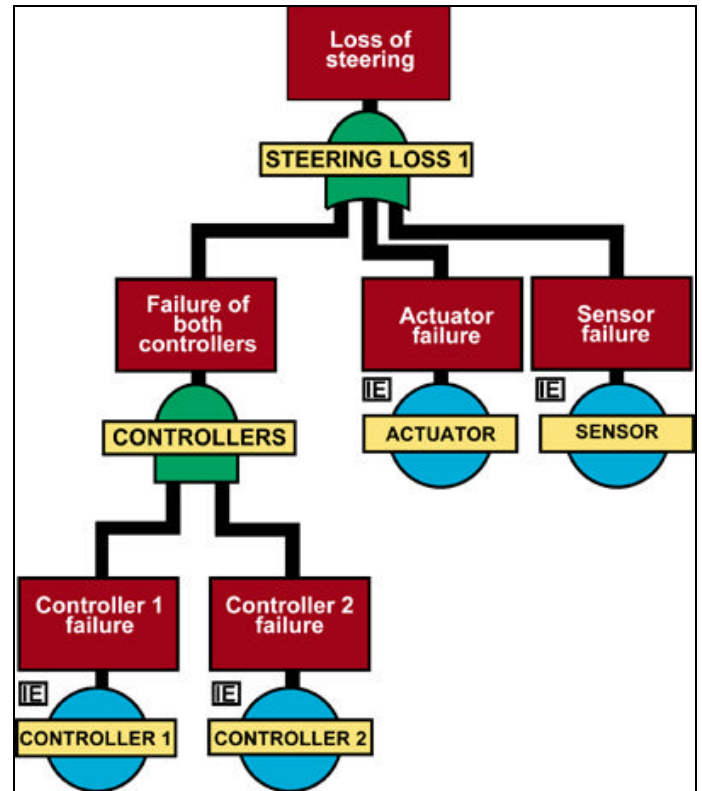 Loss of
steering
STEERING LOSS 1
Failure of
both
controllers
Actuator
failure
Sensor
failure
IE
IE
CONTROLLERS
ACTUATOR
SENSOR
Controller 1
failure
Controller 2
failure
IE
IE
CONTROLLER 1
CONTROLLER 2